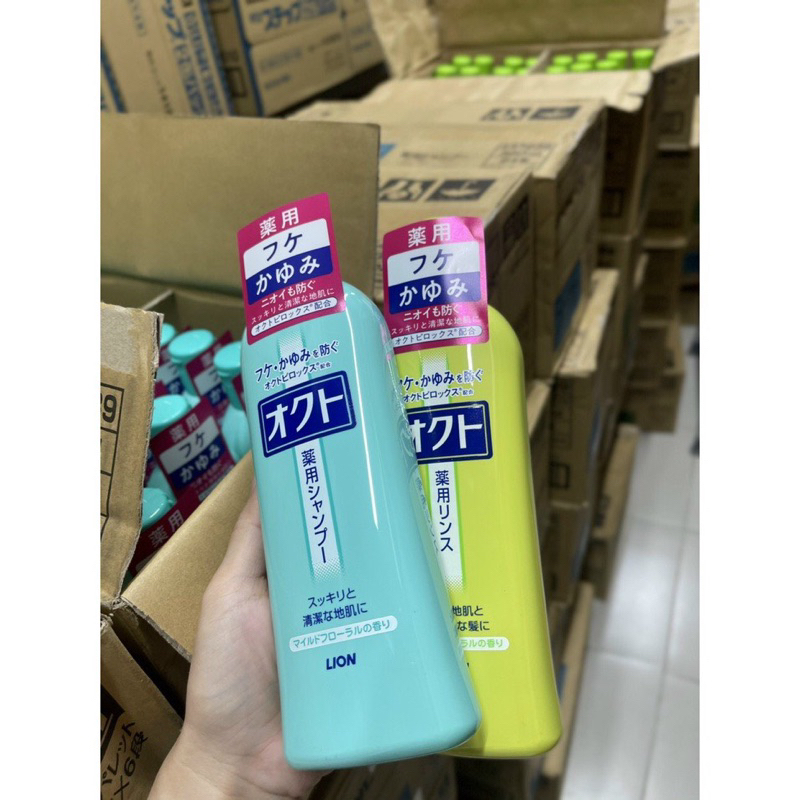 薬用
フケ
かゆみ
ニオイも防ぐ
スッキリと清潔な地肌に
オクトピロックス®配合
フケ・かゆみを防ぐ
オクトピロックス®配合
オクト
薬用シャンプー
スッキリと
清潔な地肌に
マイルドフローラルの香り
LION
薬用
フケ
かゆみ
ニオイも防ぐ
スッキリと清潔な地肌に
オクトピロックス®配合
フケ・かゆみを防ぐ
オクトピロックス®配合
オクト
薬用リンス
地肌と
な髪に
ラルの香り
薬用
フケ
かゆみ